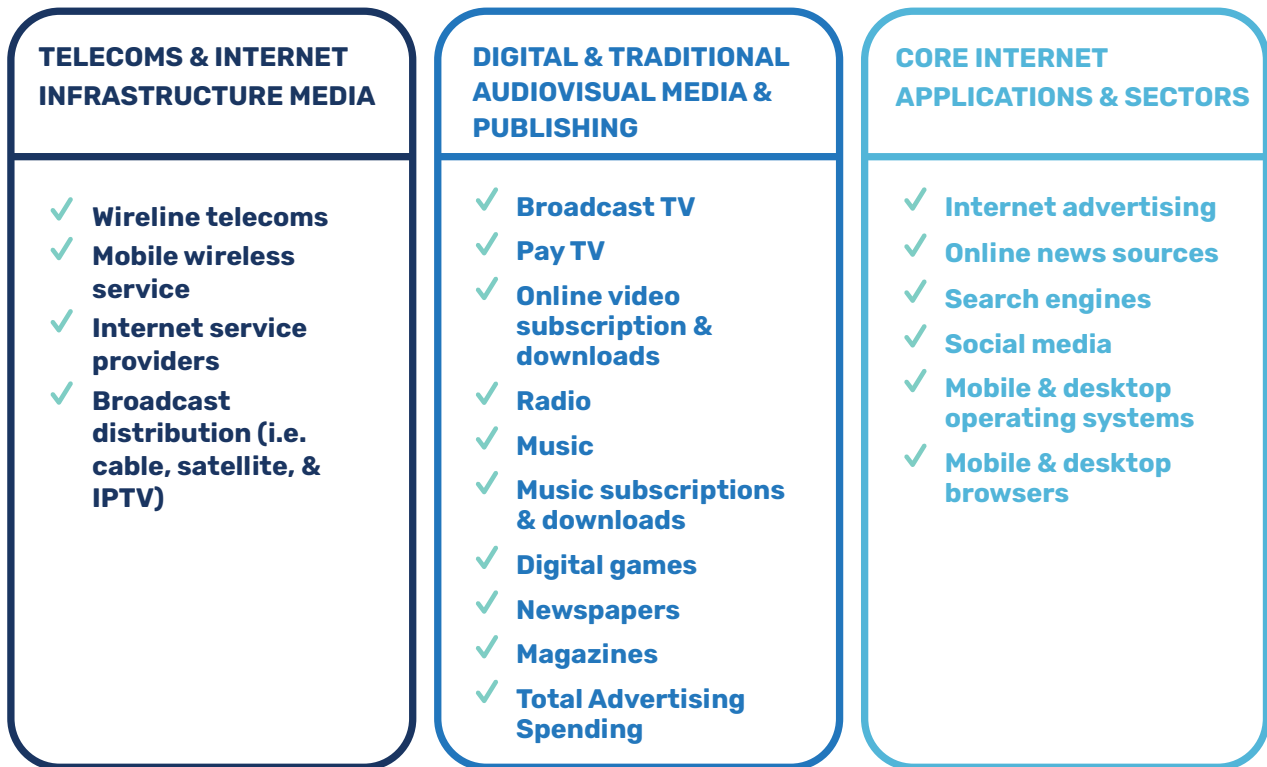 TELECOMS & INTERNET
INFRASTRUCTURE MEDIA
Wireline telecoms
Mobile wireless
service
Internet service
providers
Broadcast
distribution (i.e.
cable, satellite, &
IPTV)
DIGITAL & TRADITIONAL
AUDIOVISUAL MEDIA &
PUBLISHING
Broadcast TV
Pay TV
Online video
subscription &
downloads
Radio
Music
Music subscriptions
& downloads
Digital games
Newspapers
Magazines
Total Advertising
Spending
CORE INTERNET
APPLICATIONS & SECTORS
Internet advertising
Online news sources
Search engines
Social media
Mobile & desktop
operating systems
Mobile & desktop
browsers